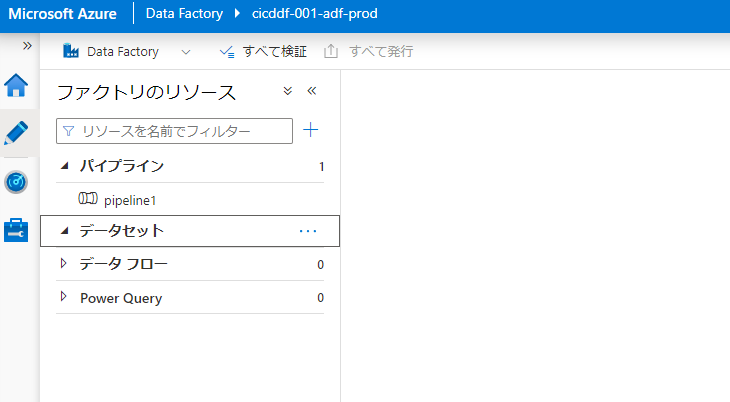 Microsoft Azure Data Factory cicddf-001-adf-prod
Data Factory すべて検証 すべて発行
ファクトリのリソース
リソースを名前でフィルター
パイプライン 1
pipeline1
データセット
データ フロー 0
Power Query 0